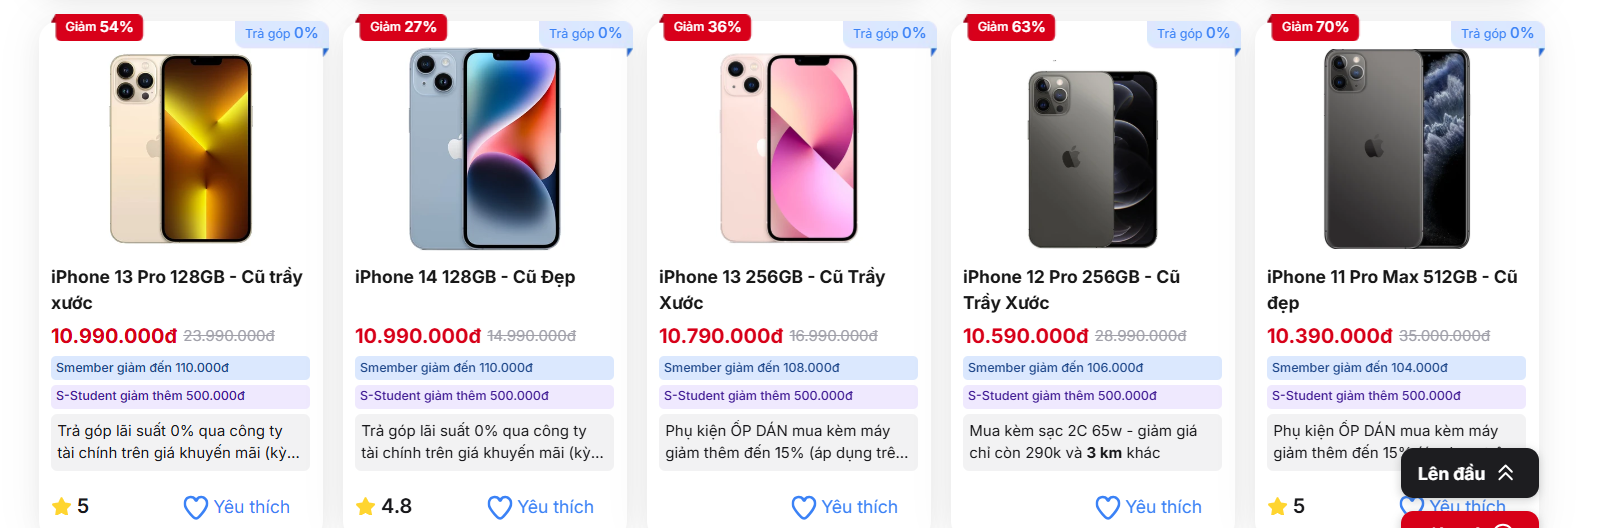 Giảm 54%
Trả góp 0%
iPhone 13 Pro 128GB - Cũ trầy
xước
10.990.000đ 23.990.000đ
Smember giảm đến 110.000đ
S-Student giảm thêm 500.000đ
Trả góp lãi suất 0% qua công ty
tài chính trên giá khuyến mãi (kỳ...
5 Yêu thích
Giảm 27%
Trả góp 0%
iPhone 14 128GB - Cũ Đẹp
10.990.000đ 14.990.000đ
Smember giảm đến 110.000đ
S-Student giảm thêm 500.000đ
Trả góp lãi suất 0% qua công ty
tài chính trên giá khuyến mãi (kỳ...
4.8 Yêu thích
Giảm 36%
Trả góp 0%
iPhone 13 256GB - Cũ Trầy
Xước
10.790.000đ 16.990.000đ
Smember giảm đến 108.000đ
S-Student giảm thêm 500.000đ
Phụ kiện ỐP DÁN mua kèm máy
giảm thêm đến 15% (áp dụng trê...
Yêu thích
Giảm 63%
Trả góp 0%
iPhone 12 Pro 256GB - Cũ
Trầy Xước
10.590.000đ 28.990.000đ
Smember giảm đến 106.000đ
S-Student giảm thêm 500.000đ
Mua kèm sạc 2C 65w - giảm giá
chỉ còn 290k và 3 km khác
Yêu thích
Giảm 70%
Trả góp 0%
iPhone 11 Pro Max 512GB - Cũ
đẹp
10.390.000đ 35.000.000đ
Smember giảm đến 104.000đ
S-Student giảm thêm 500.000đ
Phụ kiện ỐP DÁN mua kèm máy
giảm thêm đến 15%
5 Yêu thích
Lên đầu